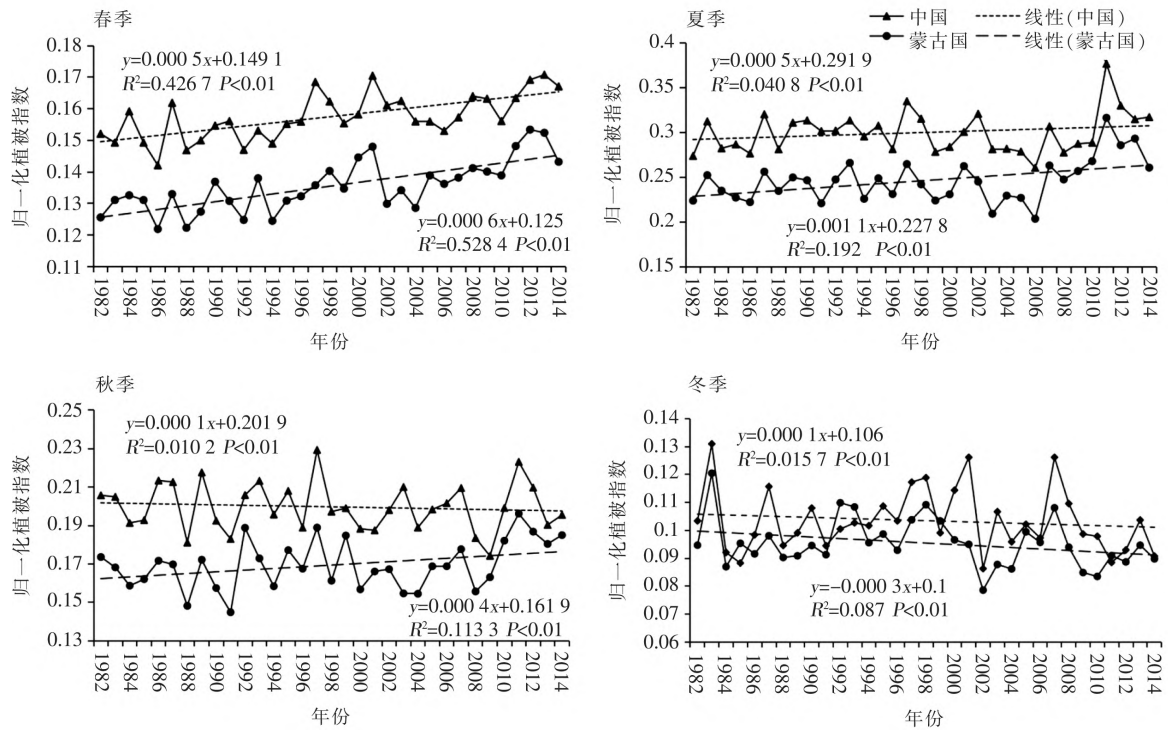 春季
归一化植被指数
0.18
0.17
0.16
0.15
0.14
0.13
0.12
0.11
y=0.000 5x+0.149 1
R²=0.426 7 P<0.01
y=0.000 6x+0.125
R²=0.528 4 P<0.01
1982 1984 1986 1988 1990 1992 1994 1996 1998 2000 2002 2004 2006 2008 2010 2012 2014
年份
夏季
中国 线性(中国)
蒙古国 线性(蒙古国)
归一化植被指数
0.4
0.35
0.3
0.25
0.2
0.15
y=0.000 5x+0.291 9
R²=0.040 8 P<0.01
y=0.001 1x+0.227 8
R²=0.192 P<0.01
1982 1984 1986 1988 1990 1992 1994 1996 1998 2000 2002 2004 2006 2008 2010 2012 2014
年份
秋季
归一化植被指数
0.25
0.23
0.21
0.19
0.17
0.15
0.13
y=0.000 1x+0.201 9
R²=0.010 2 P<0.01
y=0.000 4x+0.161 9
R²=0.113 3 P<0.01
1982 1984 1986 1988 1990 1992 1994 1996 1998 2000 2002 2004 2006 2008 2010 2012 2014
年份
冬季
归一化植被指数
0.14
0.13
0.12
0.11
0.1
0.09
0.08
0.07
0.06
y=0.000 1x+0.106
R²=0.015 7 P<0.01
y=-0.000 3x+0.1
R²=0.087 P<0.01
1982 1984 1986 1988 1990 1992 1994 1996 1998 2000 2002 2004 2006 2008 2010 2012 2014
年份